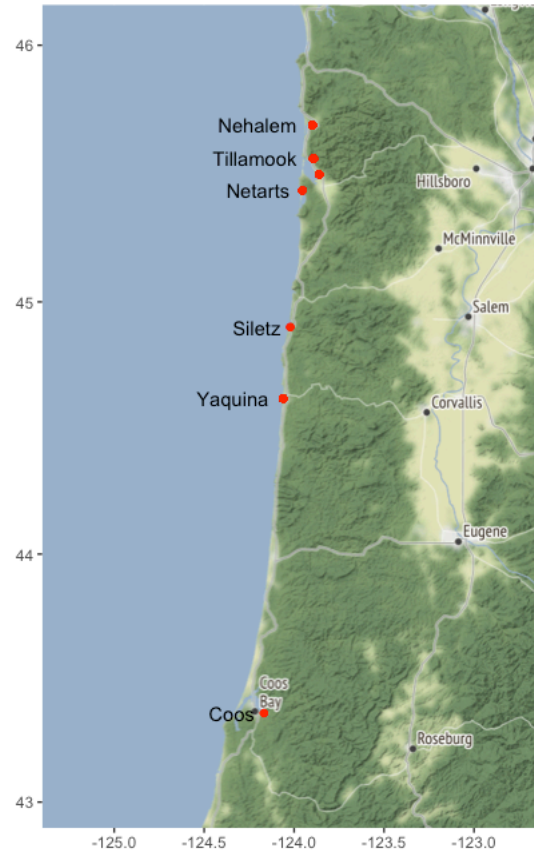 46
Nehalem
Tillamook
Hillsboro
Netarts
McMinnville
45
Salem
Siletz
Yaquina
Corvallis
Eugene
44
Coos
Bay
Coos
Roseburg
43
-125.0
-124.5
-124.0
-123.5
-123.0